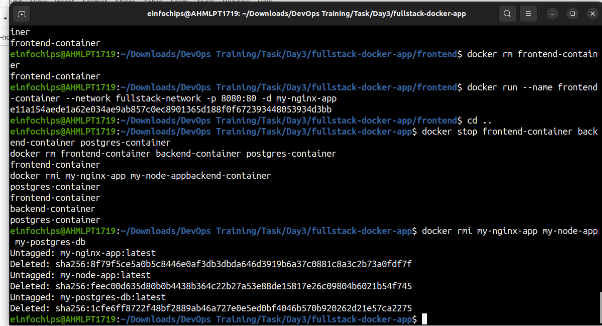 einfochips@AHMLPT1719: ~/Downloads/DevOps Training/Task/Day3/fullstack-docker-app
iner
frontend-container
einfochips@AHMLPT1719:~/Downloads/DevOps Training/Task/Day3/fullstack-docker-app/frontend$ docker rm frontend-contain
er
frontend-container
einfochips@AHMLPT1719:~/Downloads/DevOps Training/Task/Day3/fullstack-docker-app/frontend$ docker run --name frontend
-container --network fullstack-network -p 8080:80 -d my-nginx-app
e11a154aede1a62e034ae9ab857c0ec8901365d188f0f672393448053934d3bb
einfochips@AHMLPT1719:~/Downloads/DevOps Training/Task/Day3/fullstack-docker-app/frontend$ cd ..
einfochips@AHMLPT1719:~/Downloads/DevOps Training/Task/Day3/fullstack-docker-app$ docker stop frontend-container back
end-container postgres-container
docker rm frontend-container backend-container postgres-container
frontend-container
docker rmi my-nginx-app my-node-appbackend-container
postgres-container
frontend-container
backend-container
postgres-container
einfochips@AHMLPT1719:~/Downloads/DevOps Training/Task/Day3/fullstack-docker-app$ docker rmi my-nginx-app my-node-app
my-postgres-db
Untagged: my-nginx-app:latest
Deleted: sha256:8f79f5ce5a0b5c8446e0af3db3dbda646d3919b6a37c0881c8a3c2b73a0fdf7f
Untagged: my-node-app:latest
Deleted: sha256:feec00d635d80b0b4438b364c22b27a53e88de15817e26c09804b6021b54f745
Untagged: my-postgres-db:latest
Deleted: sha256:1cfe6ff8722f48bf2889ab46a727e0e5ed0bf4046b570b920262d21e57ca2275
einfochips@AHMLPT1719:~/Downloads/DevOps Training/Task/Day3/fullstack-docker-app$